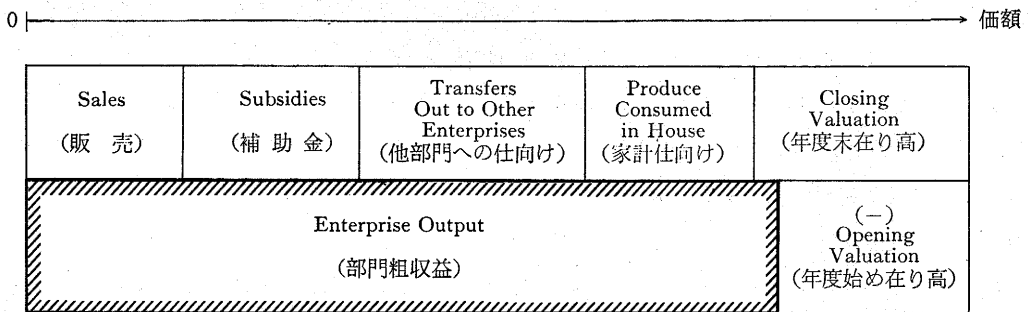 0
価額
Sales
(販 売)
Subsidies
(補 助 金)
Transfers
Out to Other
Enterprises
(他部門への仕向け)
Produce
Consumed
in House
(家計仕向け)
Closing
Valuation
(年度末在り高)
Enterprise Output
(部門粗収益)
(-)
Opening
Valuation
(年度始め在り高)